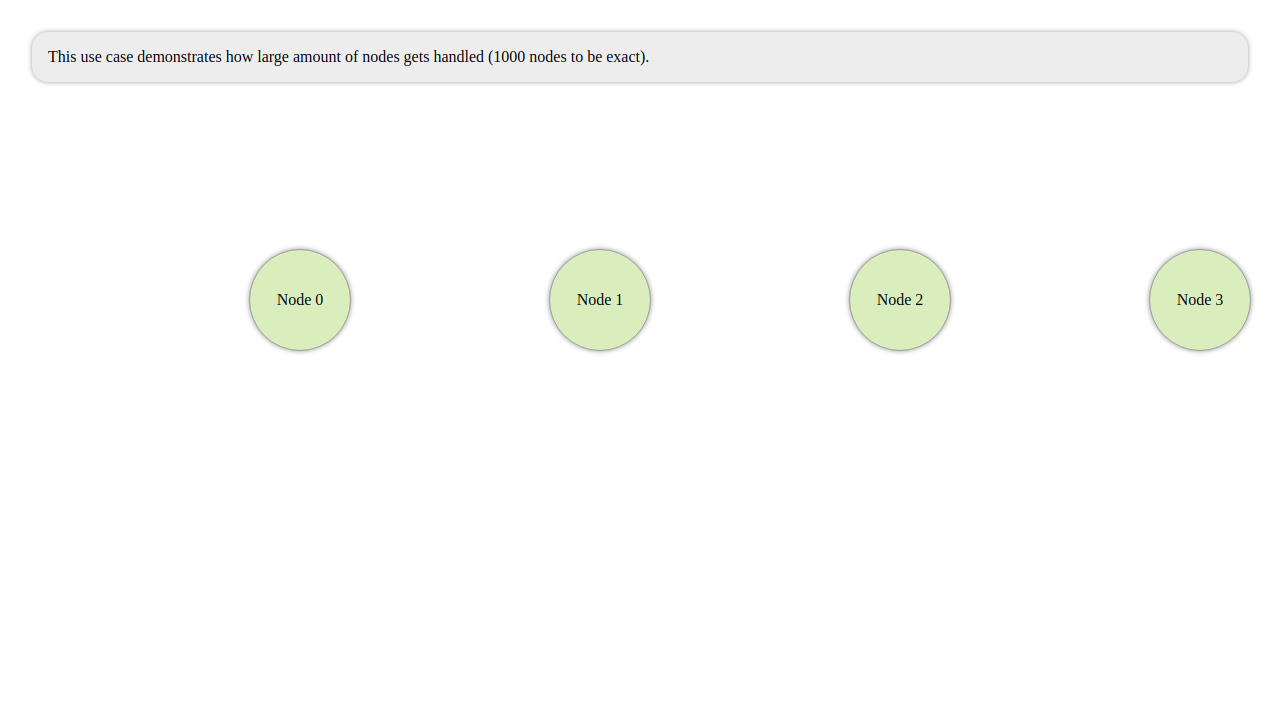 This use case demonstrates how large amount of nodes gets handled (1000 nodes to be exact).
Node 0
Node 1
Node 2
Node 3